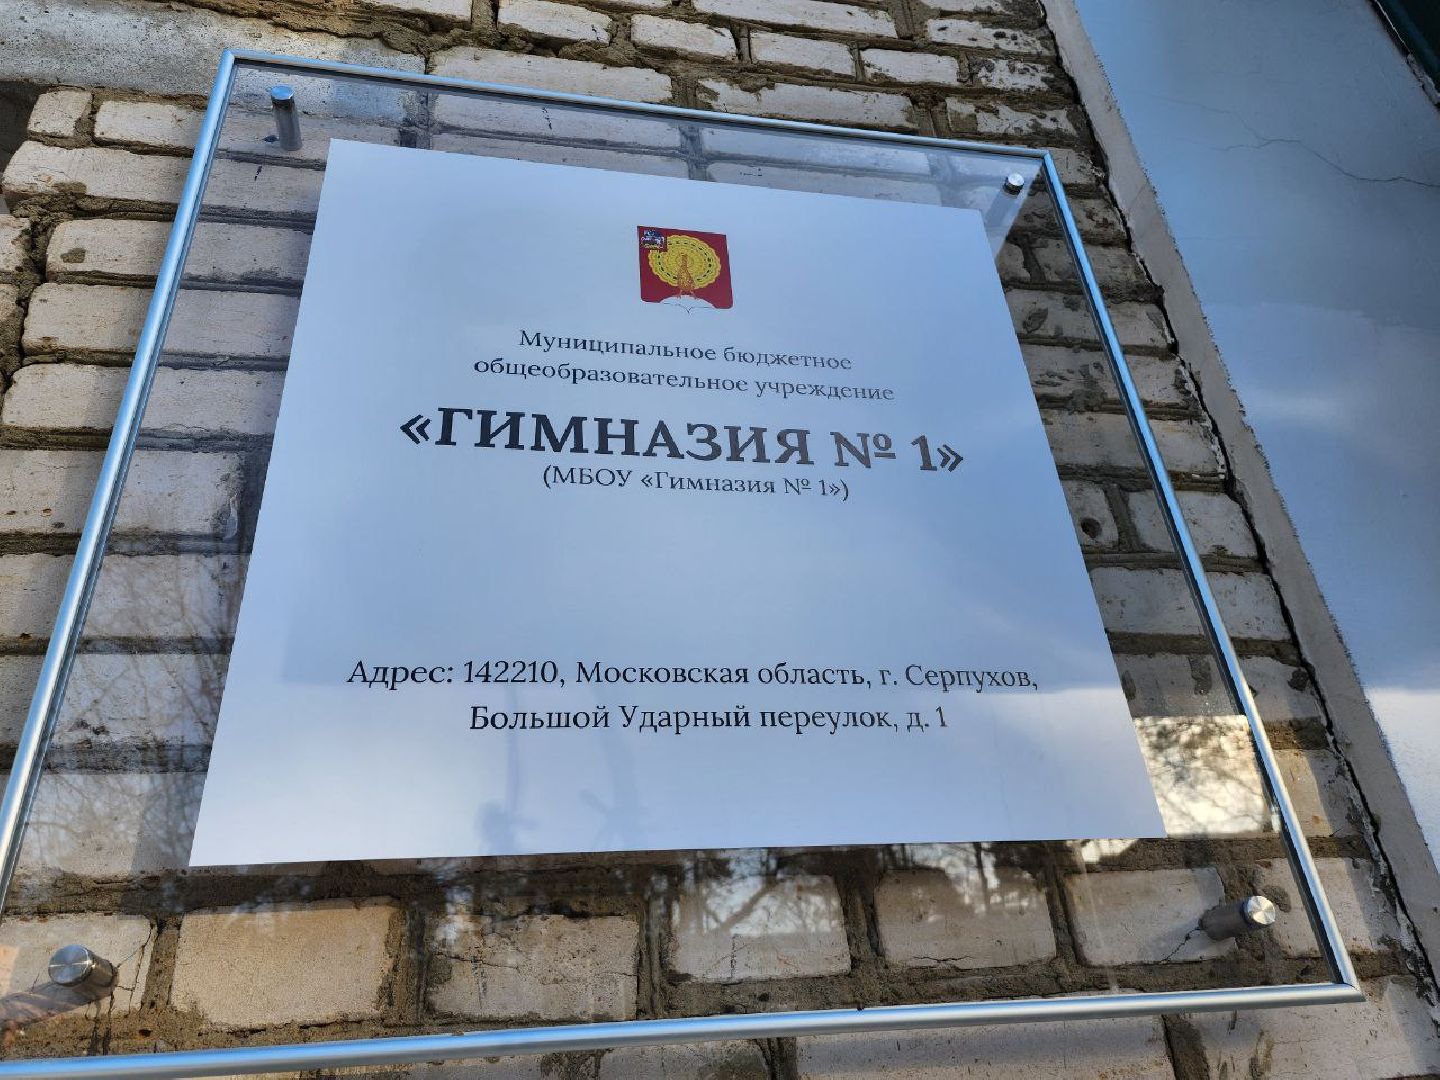 Муниципальное бюджетное
общеобразовательное учреждение
«ГИМНАЗИЯ № 1»
(МБОУ «Гимназия № 1»)
Адрес: 142210, Московская область, г. Серпухов,
Большой Ударный переулок, д. 1